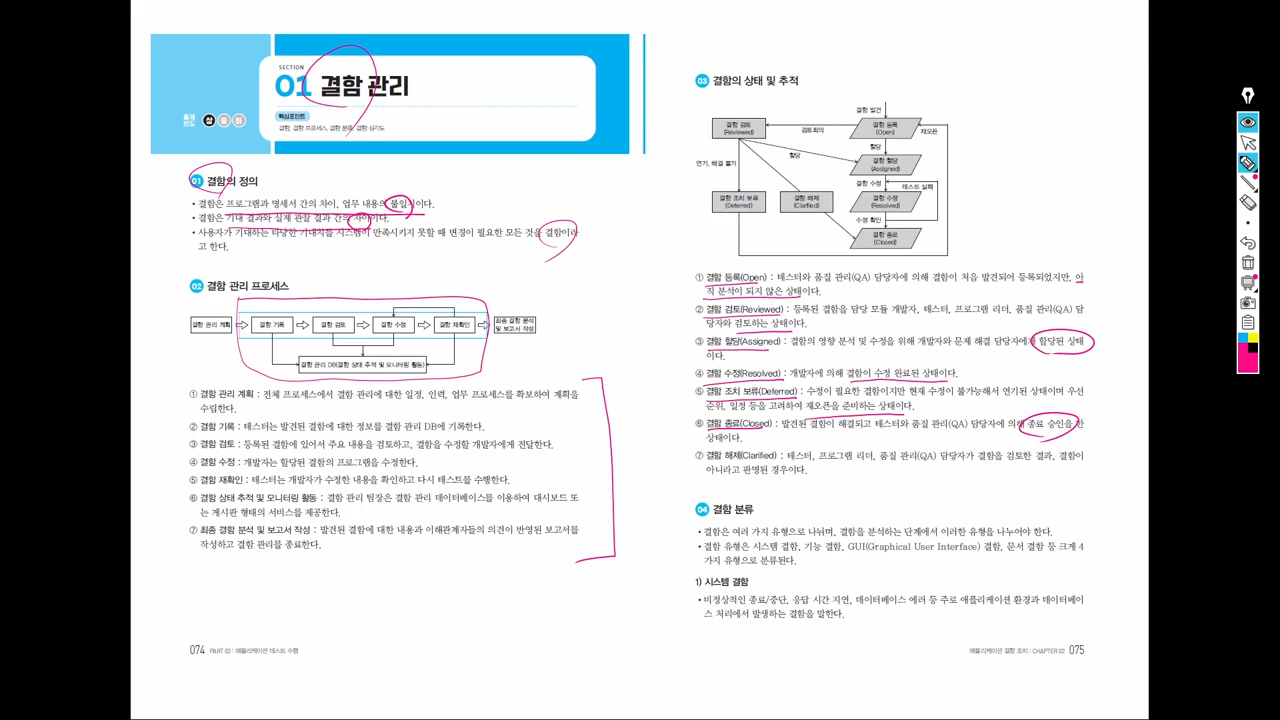 SECTION
01 결함 관리
출제
빈도 상 중 하
핵심포인트
결함, 결함 프로세스, 결함 분류, 결함 심각도
01 결함의 정의
• 결함은 프로그램과 명세서 간의 차이, 업무 내용의 불일치이다.
• 결함은 기대 결과와 실제 관찰 결과 간의 차이이다.
• 사용자가 기대하는 타당한 기대치를 시스템이 만족시키지 못할 때 변경이 필요한 모든 것을 결함이라
고 한다.
02 결함 관리 프로세스
결함 관리 계획
결함 기록
결함 검토
결함 수정
결함 재확인
최종 결함 분석
및 보고서 작성
결함 관리 DB(결함 상태 추적 및 모니터링 활동)
① 결함 관리 계획 : 전체 프로세스에서 결함 관리에 대한 일정, 인력, 업무 프로세스를 확보하여 계획을
수립한다.
② 결함 기록 : 테스터는 발견된 결함에 대한 정보를 결함 관리 DB에 기록한다.
③ 결함 검토 : 등록된 결함에 있어서 주요 내용을 검토하고, 결함을 수정할 개발자에게 전달한다.
④ 결함 수정 : 개발자는 할당된 결함의 프로그램을 수정한다.
⑤ 결함 재확인 : 테스터는 개발자가 수정한 내용을 확인하고 다시 테스트를 수행한다.
⑥ 결함 상태 추적 및 모니터링 활동 : 결함 관리 팀장은 결함 관리 데이터베이스를 이용하여 대시보드 또
는 게시판 형태의 서비스를 제공한다.
⑦ 최종 결함 분석 및 보고서 작성 : 발견된 결함에 대한 내용과 이해관계자들의 의견이 반영된 보고서를
작성하고 결함 관리를 종료한다.
074 PART 02 : 애플리케이션 테스트 수행
03 결함의 상태 및 추적
결함 발견
결함 검토
(Reviewed)
검토회의
결함 등록
(Open)
재오픈
할당
할당
연기, 해결 불가
결함 할당
(Assigned)
결함 수정
테스트 실패
결함 조치 보류
(Deferred)
결함 해제
(Clarified)
결함 수정
(Resolved)
수정 확인
결함 종료
(Closed)
① 결함 등록(Open) : 테스터와 품질 관리(QA) 담당자에 의해 결함이 처음 발견되어 등록되었지만, 아
직 분석이 되지 않은 상태이다.
② 결함 검토(Reviewed) : 등록된 결함을 담당 모듈 개발자, 테스터, 프로그램 리더, 품질 관리(QA) 담
당자와 검토하는 상태이다.
③ 결함 할당(Assigned) : 결함의 영향 분석 및 수정을 위해 개발자와 문제 해결 담당자에게 할당된 상태
이다.
④ 결함 수정(Resolved) : 개발자에 의해 결함이 수정 완료된 상태이다.
⑤ 결함 조치 보류(Deferred) : 수정이 필요한 결함이지만 현재 수정이 불가능해서 연기된 상태이며 우선
순위, 일정 등을 고려하여 재오픈을 준비하는 상태이다.
⑥ 결함 종료(Closed) : 발견된 결함이 해결되고 테스터와 품질 관리(QA) 담당자에 의해 종료 승인을 한
상태이다.
⑦ 결함 해제(Clarified) : 테스터, 프로그램 리더, 품질 관리(QA) 담당자가 결함을 검토한 결과, 결함이
아니라고 판명된 경우이다.
04 결함 분류
• 결함은 여러 가지 유형으로 나뉘며, 결함을 분석하는 단계에서 이러한 유형을 나누어야 한다.
• 결함 유형은 시스템 결함, 기능 결함, GUI(Graphical User Interface) 결함, 문서 결함 등 크게 4
가지 유형으로 분류된다.
1) 시스템 결함
• 비정상적인 종료/중단, 응답 시간 지연, 데이터베이스 에러 등 주로 애플리케이션 환경과 데이터베이
스 처리에서 발생하는 결함을 말한다.
애플리케이션 결함 조치 : CHAPTER 02 075